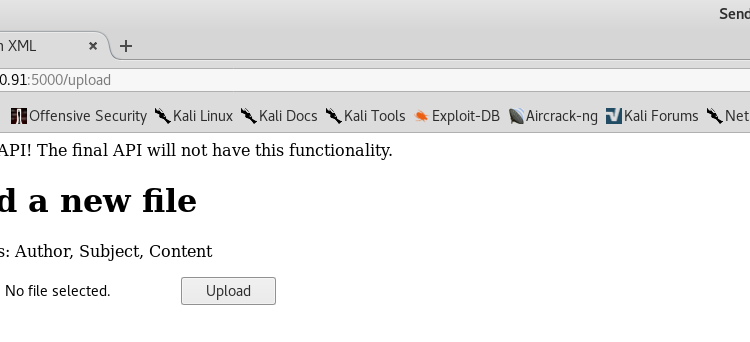 Send
n XML
0.91:5000/upload
Offensive Security Kali Linux Kali Docs Kali Tools Exploit-DB Aircrack-ng Kali Forums Net
API! The final API will not have this functionality.
d a new file
s: Author, Subject, Content
No file selected. Upload